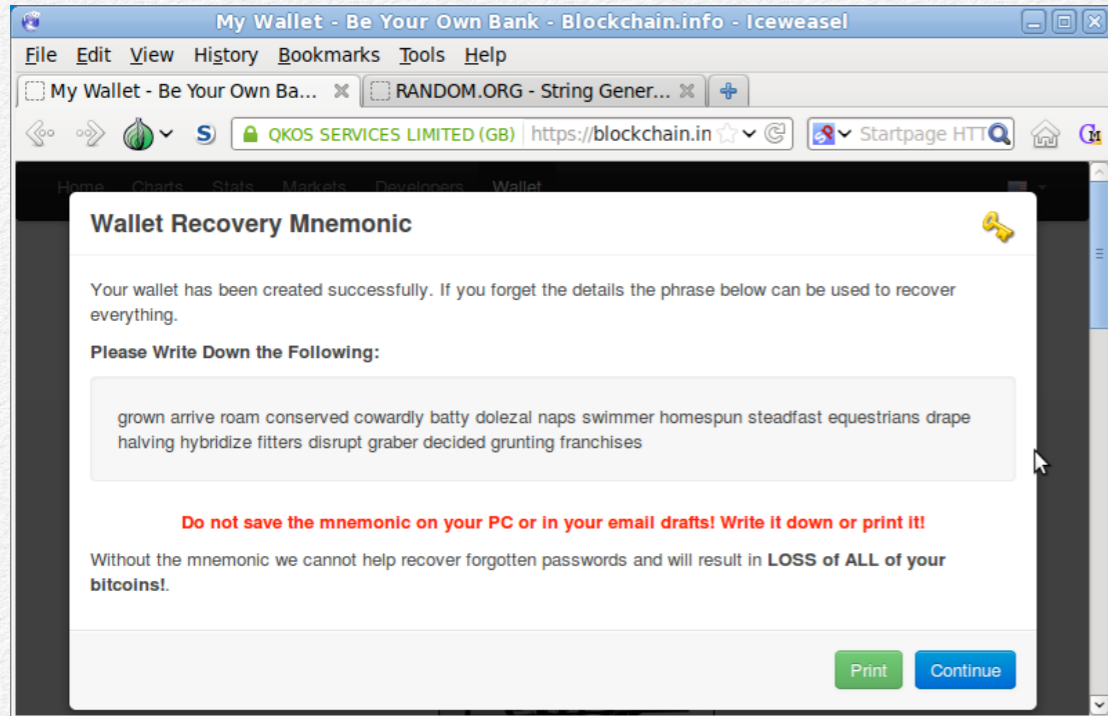 My Wallet - Be Your Own Bank - Blockchain.info - Iceweasel
File Edit View History Bookmarks Tools Help
My Wallet - Be Your Own Ba... RANDOM.ORG - String Gener...
QKOS SERVICES LIMITED (GB) https://blockchain.in Startpage HTT
Home Charts Stats Markets Developers Wallet
Wallet Recovery Mnemonic
Your wallet has been created successfully. If you forget the details the phrase below can be used to recover
everything.
Please Write Down the Following:
grown arrive roam conserved cowardly batty dolezal naps swimmer homespun steadfast equestrians drape
halving hybridize fitters disrupt graber decided grunting franchises
Do not save the mnemonic on your PC or in your email drafts! Write it down or print it!
Without the mnemonic we cannot help recover forgotten passwords and will result in LOSS of ALL of your
bitcoins!.
Print Continue